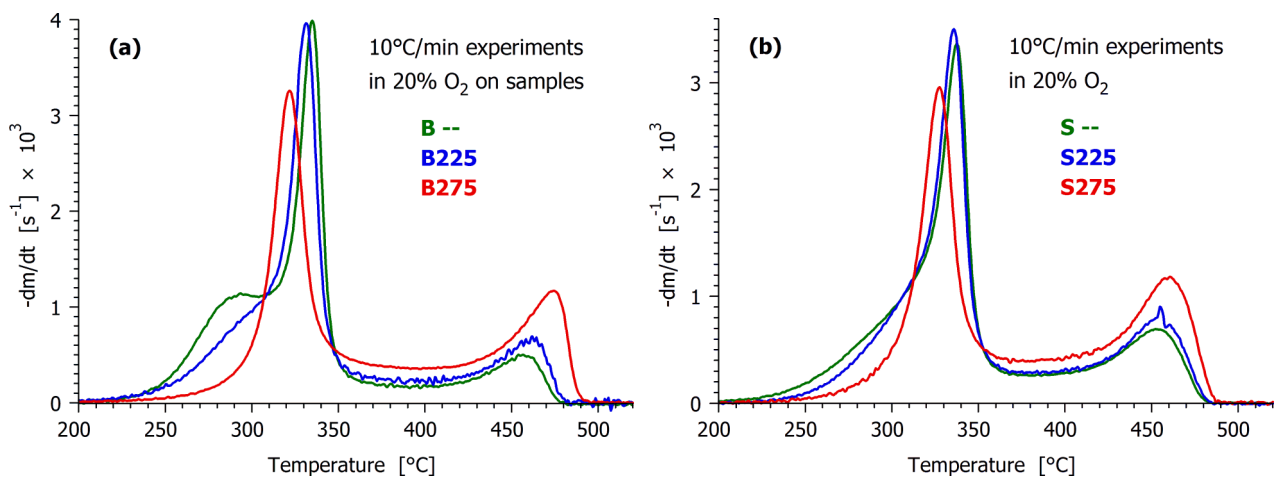 (a)
10°C/min experiments
in 20% O₂ on samples
B --
B225
B275
-dm/dt [s⁻¹] × 10³
4
3
2
1
0
200 250 300 350 400 450 500
Temperature [°C]
(b)
10°C/min experiments
in 20% O₂
S --
S225
S275
-dm/dt [s⁻¹] × 10³
3
2
1
0
200 250 300 350 400 450 500
Temperature [°C]